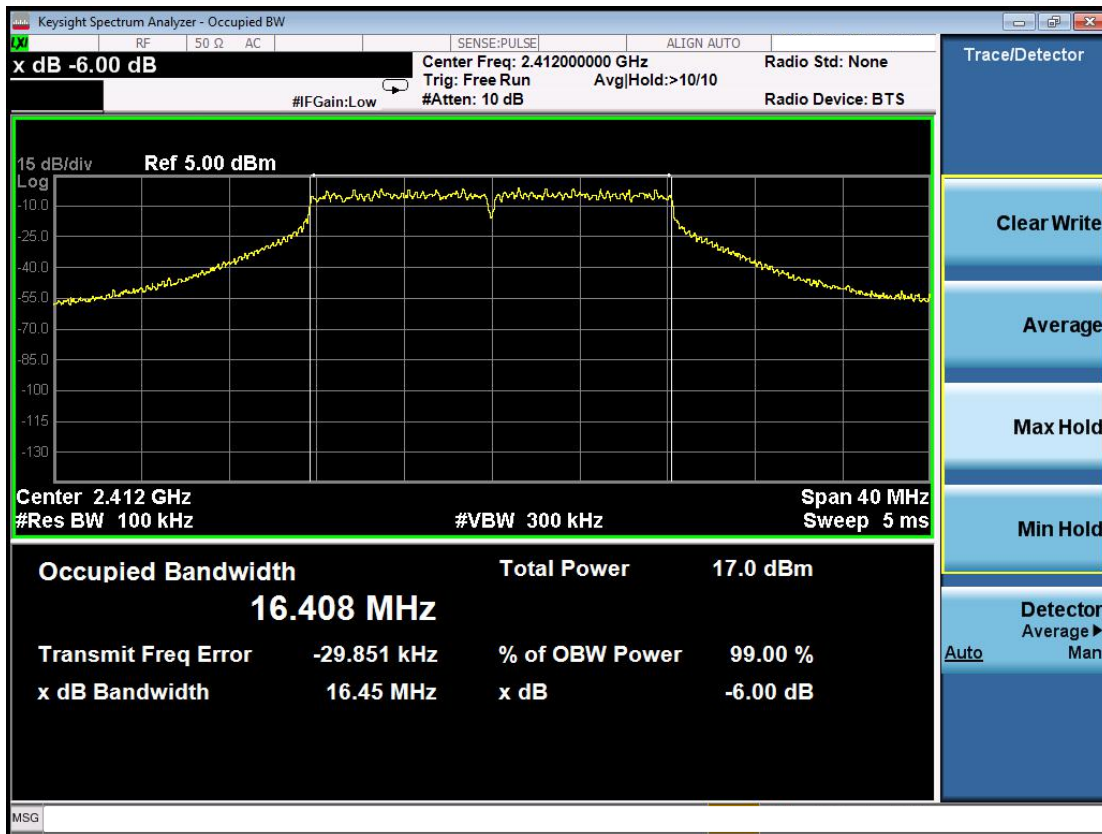 Keysight Spectrum Analyzer - Occupied BW
LXI RF 50 Ω AC SENSE:PULSE ALIGN AUTO
x dB -6.00 dB
Center Freq: 2.412000000 GHz Radio Std: None
Trig: Free Run Avg|Hold:>10/10
#IFGain:Low #Atten: 10 dB Radio Device: BTS
15 dB/div Ref 5.00 dBm
Log
-10.0
-25.0
-40.0
-55.0
-70.0
-85.0
-100
-115
-130
Center 2.412 GHz Span 40 MHz
#Res BW 100 kHz #VBW 300 kHz Sweep 5 ms
Occupied Bandwidth Total Power 17.0 dBm
16.408 MHz
Transmit Freq Error -29.851 kHz % of OBW Power 99.00 %
x dB Bandwidth 16.45 MHz x dB -6.00 dB
MSG
Trace/Detector
Clear Write
Average
Max Hold
Min Hold
Detector
Average▶
Auto Man